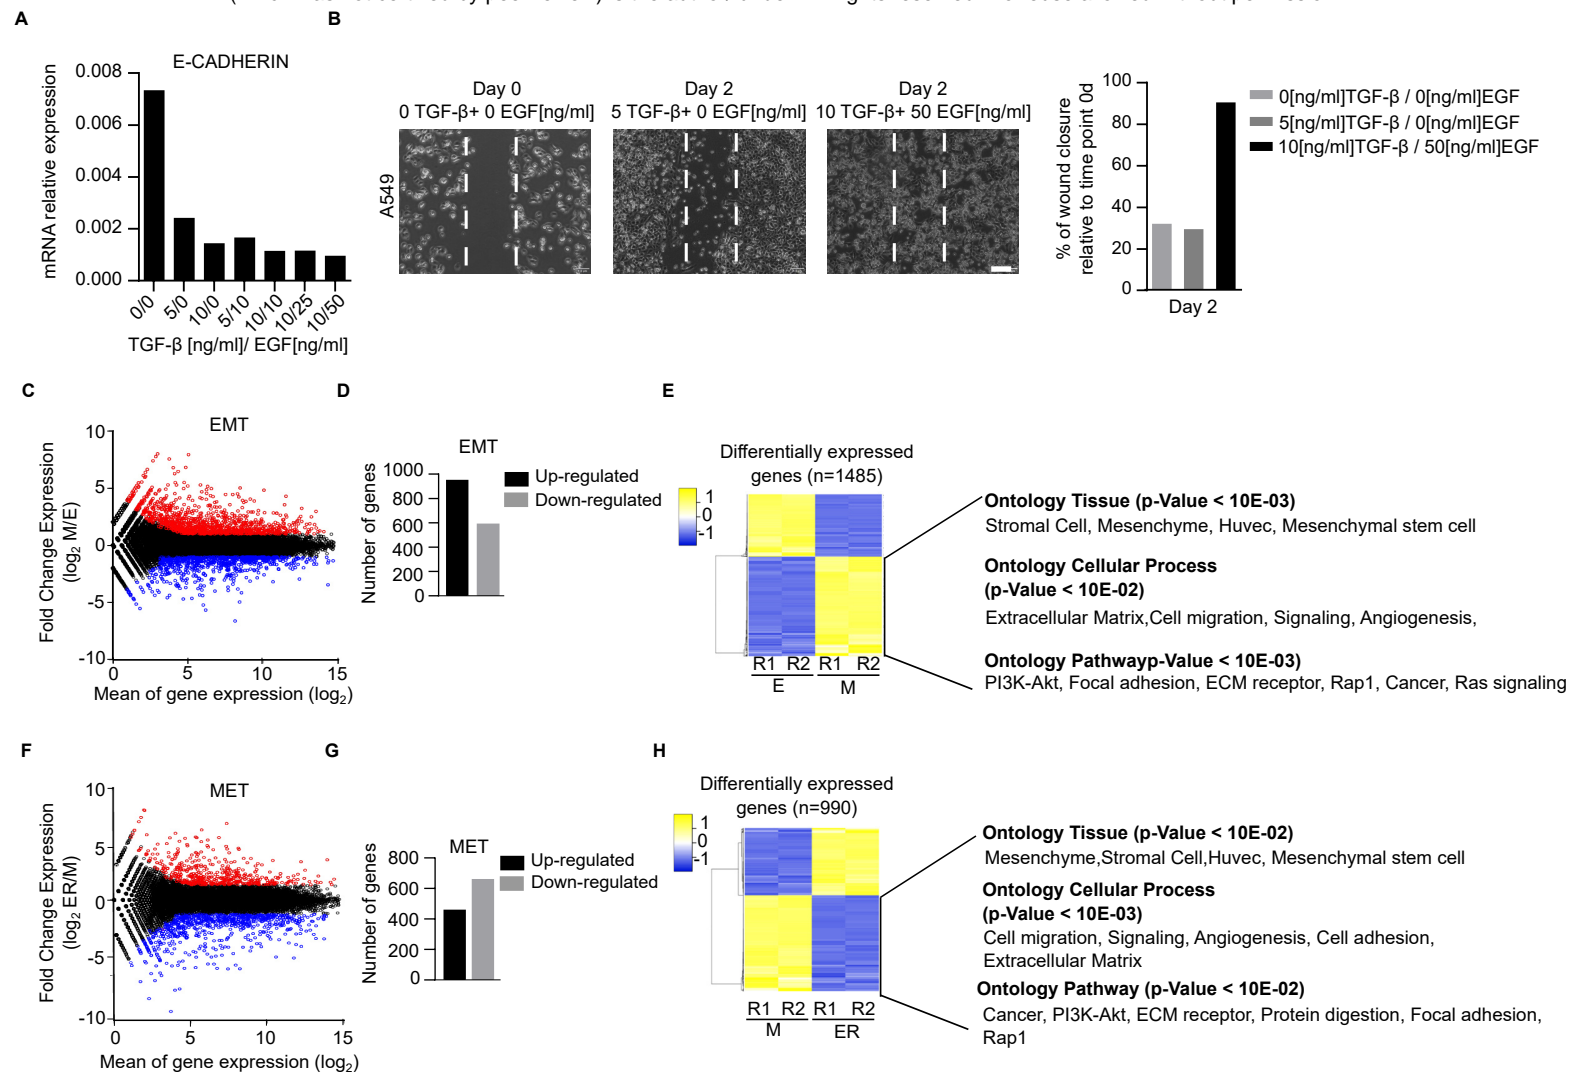 A
B
E-CADHERIN
mRNA relative expression
0.008
0.006
0.004
0.002
0.000
0/0
5/0
10/0
5/10
10/10
10/25
10/50
TGF-β [ng/ml]/ EGF[ng/ml]
Day 0
0 TGF-β+ 0 EGF[ng/ml]
Day 2
5 TGF-β+ 0 EGF[ng/ml]
Day 2
10 TGF-β+ 50 EGF[ng/ml]
A549
% of wound closure
relative to time point 0d
100
80
60
40
20
0
Day 2
0[ng/ml]TGF-β / 0[ng/ml]EGF
5[ng/ml]TGF-β / 0[ng/ml]EGF
10[ng/ml]TGF-β / 50[ng/ml]EGF
C
EMT
Fold Change Expression
(log2 M/E)
10
5
0
-5
-10
0
5
10
15
Mean of gene expression (log2)
D
EMT
Number of genes
1000
800
600
400
200
0
Up-regulated
Down-regulated
E
Differentially expressed
genes (n=1485)
1
0
-1
R1 R2 R1 R2
E M
Ontology Tissue (p-Value < 10E-03)
Stromal Cell, Mesenchyme, Huvec, Mesenchymal stem cell
Ontology Cellular Process
(p-Value < 10E-02)
Extracellular Matrix,Cell migration, Signaling, Angiogenesis,
Ontology Pathwayp-Value < 10E-03)
PI3K-Akt, Focal adhesion, ECM receptor, Rap1, Cancer, Ras signaling
F
MET
Fold Change Expression
(log2 ER/M)
10
5
0
-5
-10
0
5
10
15
Mean of gene expression (log2)
G
MET
Number of genes
800
600
400
200
0
Up-regulated
Down-regulated
H
Differentially expressed
genes (n=990)
1
0
-1
R1 R2 R1 R2
M ER
Ontology Tissue (p-Value < 10E-02)
Mesenchyme,Stromal Cell,Huvec, Mesenchymal stem cell
Ontology Cellular Process
(p-Value < 10E-03)
Cell migration, Signaling, Angiogenesis, Cell adhesion,
Extracellular Matrix
Ontology Pathway (p-Value < 10E-02)
Cancer, PI3K-Akt, ECM receptor, Protein digestion, Focal adhesion,
Rap1